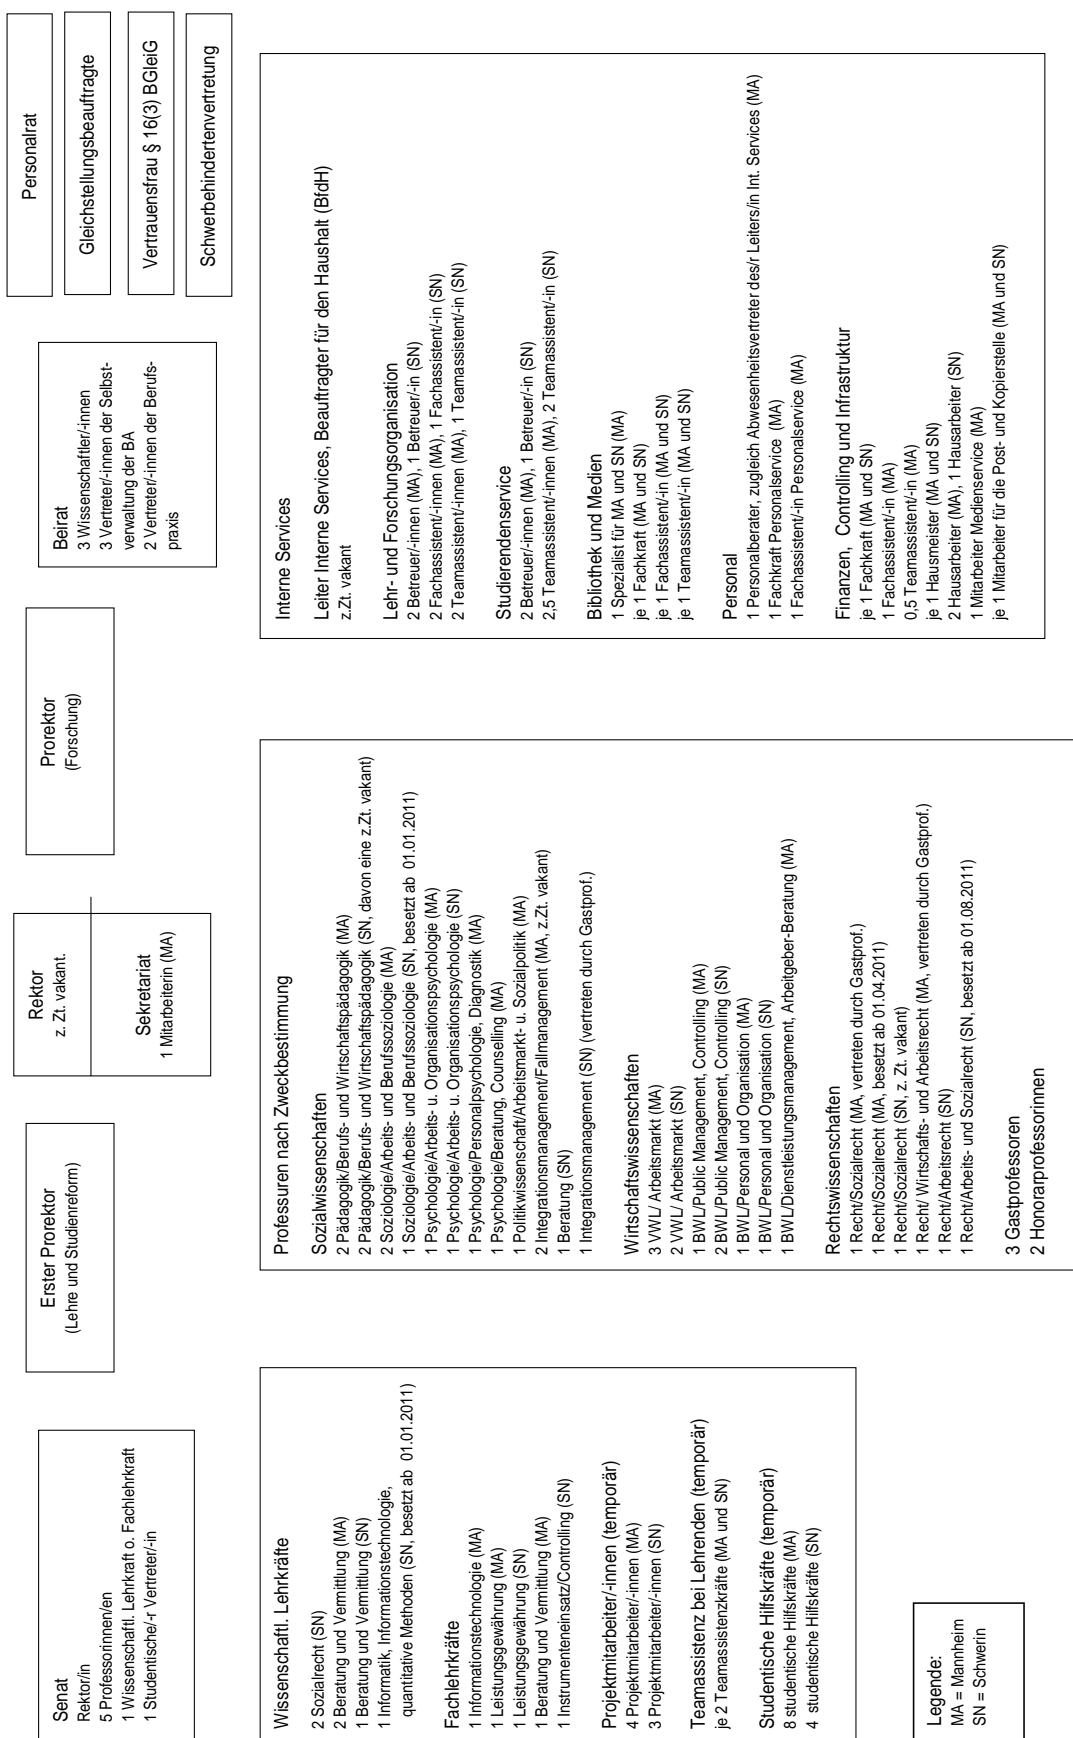 Senat
Rektor/in
5 Professorinnen/en
1 Wissenschaftl. Lehrkraft o. Fachlehrkraft
1 Studentische/-r Vertreter/-in
Erster Prorektor
(Lehre und Studienreform)
Rektor
z. Zt. vakant.
Sekretariat
1 Mitarbeiterin (MA)
Prorektor
(Forschung)
Beirat
3 Wissenschaftler/-innen
3 Vertreter/-innen der Selbst-
verwaltung der BA
2 Vertreter/-innen der Berufs-
praxis
Personalrat
Gleichstellungsbeauftragte
Vertrauensfrau § 16(3) BGleiG
Schwerbehindertenvertretung
Wissenschaftl. Lehrkräfte
2 Sozialrecht (SN)
2 Beratung und Vermittlung (MA)
1 Beratung und Vermittlung (SN)
1 Informatik, Informationstechnologie,
quantitative Methoden (SN, besetzt ab 01.01.2011)
Fachlehrkräfte
1 Informationstechnologie (MA)
1 Leistungsgewährung (MA)
1 Leistungsgewährung (SN)
1 Beratung und Vermittlung (MA)
1 Instrumenteneinsatz/Controlling (SN)
Projektmitarbeiter/-innen (temporär)
4 Projektmitarbeiter/-innen (MA)
3 Projektmitarbeiter/-innen (SN)
Teamassistenz bei Lehrenden (temporär)
je 2 Teamassistenzkräfte (MA und SN)
Studentische Hilfskräfte (temporär)
8 studentische Hilfskräfte (MA)
4 studentische Hilfskräfte (SN)
Legende:
MA = Mannheim
SN = Schwerin
Professuren nach Zweckbestimmung
Sozialwissenschaften
2 Pädagogik/Berufs- und Wirtschaftspädagogik (MA)
2 Pädagogik/Berufs- und Wirtschaftspädagogik (SN, davon eine z.Zt. vakant)
2 Soziologie/Arbeits- und Berufssoziologie (MA)
1 Soziologie/Arbeits- und Berufssoziologie (SN, besetzt ab 01.01.2011)
1 Psychologie/Arbeits- u. Organisationspsychologie (MA)
1 Psychologie/Arbeits- u. Organisationspsychologie (SN)
1 Psychologie/Personalpsychologie, Diagnostik (MA)
1 Psychologie/Beratung, Counselling (MA)
1 Politikwissenschaft/Arbeitsmarkt- u. Sozialpolitik (MA)
2 Integrationsmanagement/Fallmanagement (MA, z.Zt. vakant)
1 Beratung (SN)
1 Integrationsmanagement (SN) (vertreten durch Gastprof.)
Wirtschaftswissenschaften
3 VWL/ Arbeitsmarkt (MA)
2 VWL/ Arbeitsmarkt (SN)
1 BWL/Public Management, Controlling (MA)
2 BWL/Public Management, Controlling (SN)
1 BWL/Personal und Organisation (MA)
1 BWL/Personal und Organisation (SN)
1 BWL/Dienstleistungsmanagement, Arbeitgeber-Beratung (MA)
Rechtswissenschaften
1 Recht/Sozialrecht (MA, vertreten durch Gastprof.)
1 Recht/Sozialrecht (MA, besetzt ab 01.04.2011)
1 Recht/Sozialrecht (SN, z. Zt. vakant)
1 Recht/ Wirtschafts- und Arbeitsrecht (MA, vertreten durch Gastprof.)
1 Recht/Arbeitsrecht (SN)
1 Recht/Arbeits- und Sozialrecht (SN, besetzt ab 01.08.2011)
3 Gastprofessoren
2 Honorarprofessorinnen
Interne Services
Leiter Interne Services, Beauftragter für den Haushalt (BfdH)
z.Zt. vakant
Lehr- und Forschungsorganisation
2 Betreuer/-innen (MA), 1 Betreuer/-in (SN)
2 Fachassistent/-innen (MA), 1 Fachassistent/-in (SN)
2 Teamassistent/-innen (MA), 1 Teamassistent/-in (SN)
Studierendenservice
2 Betreuer/-innen (MA), 1 Betreuer/-in (SN)
2,5 Teamassistent/-innen (MA), 2 Teamassistent/-in (SN)
Bibliothek und Medien
1 Spezialist für MA und SN (MA)
je 1 Fachkraft (MA und SN)
je 1 Fachassistent/-in (MA und SN)
je 1 Teamassistent/-in (MA und SN)
Personal
1 Personalberater, zugleich Abwesenheitsvertreter des/r Leiters/in Int. Services (MA)
1 Fachkraft Personalservice (MA)
1 Fachassistent/-in Personalservice (MA)
Finanzen, Controlling und Infrastruktur
je 1 Fachkraft (MA und SN)
1 Fachassistent/-in (MA)
0,5 Teamassistent/-in (MA)
je 1 Hausmeister (MA und SN)
2 Hausarbeiter (MA), 1 Hausarbeiter (SN)
1 Mitarbeiter Medienservice (MA)
je 1 Mitarbeiter für die Post- und Kopierstelle (MA und SN)